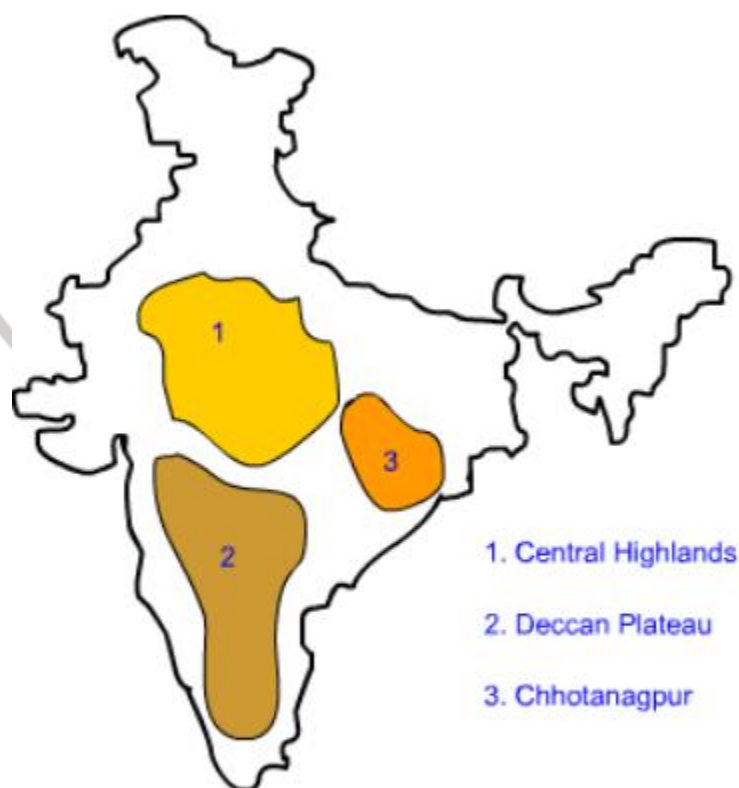 1
3
2
1. Central Highlands
2. Deccan Plateau
3. Chhotanagpur